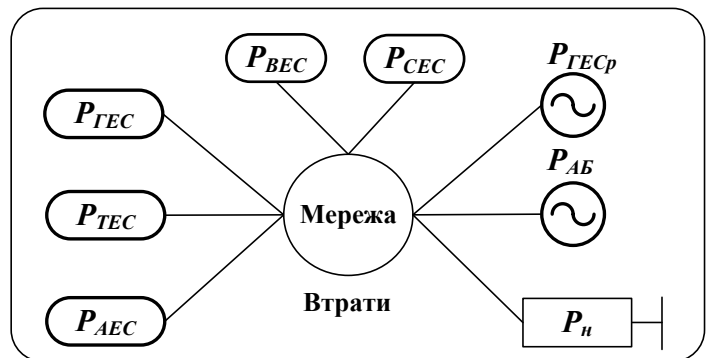 P_ВЕС
P_СЕС
P_ГЕСр
P_ГЕС
P_АБ
P_ТЕС
Мережа
Втрати
P_АЕС
P_н